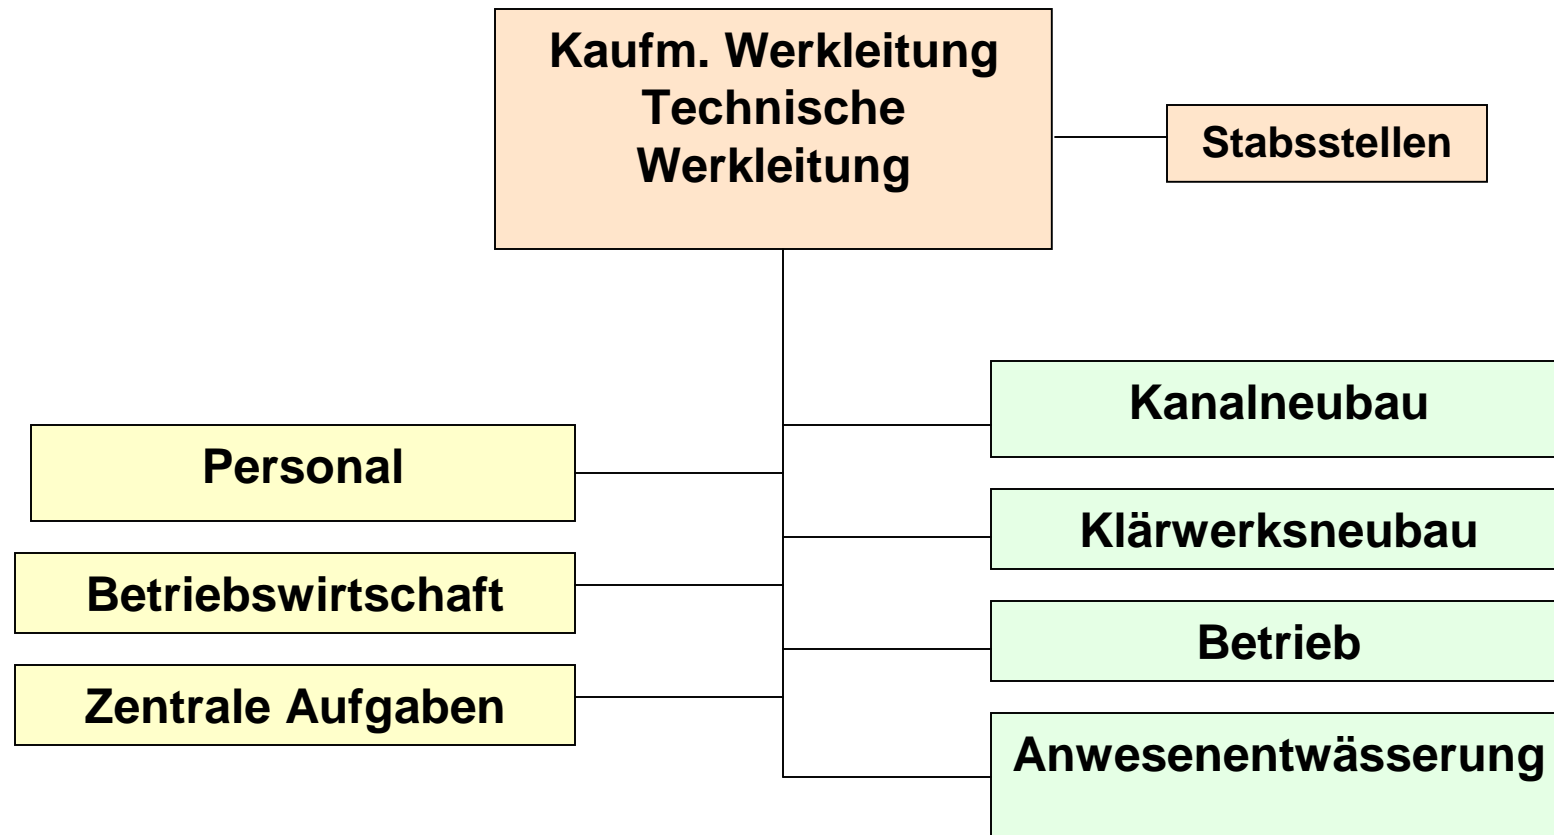 Kaufm. Werkleitung
Technische
Werkleitung
Stabsstellen
Personal
Betriebswirtschaft
Zentrale Aufgaben
Kanalneubau
Klärwerksneubau
Betrieb
Anwesenentwässerung